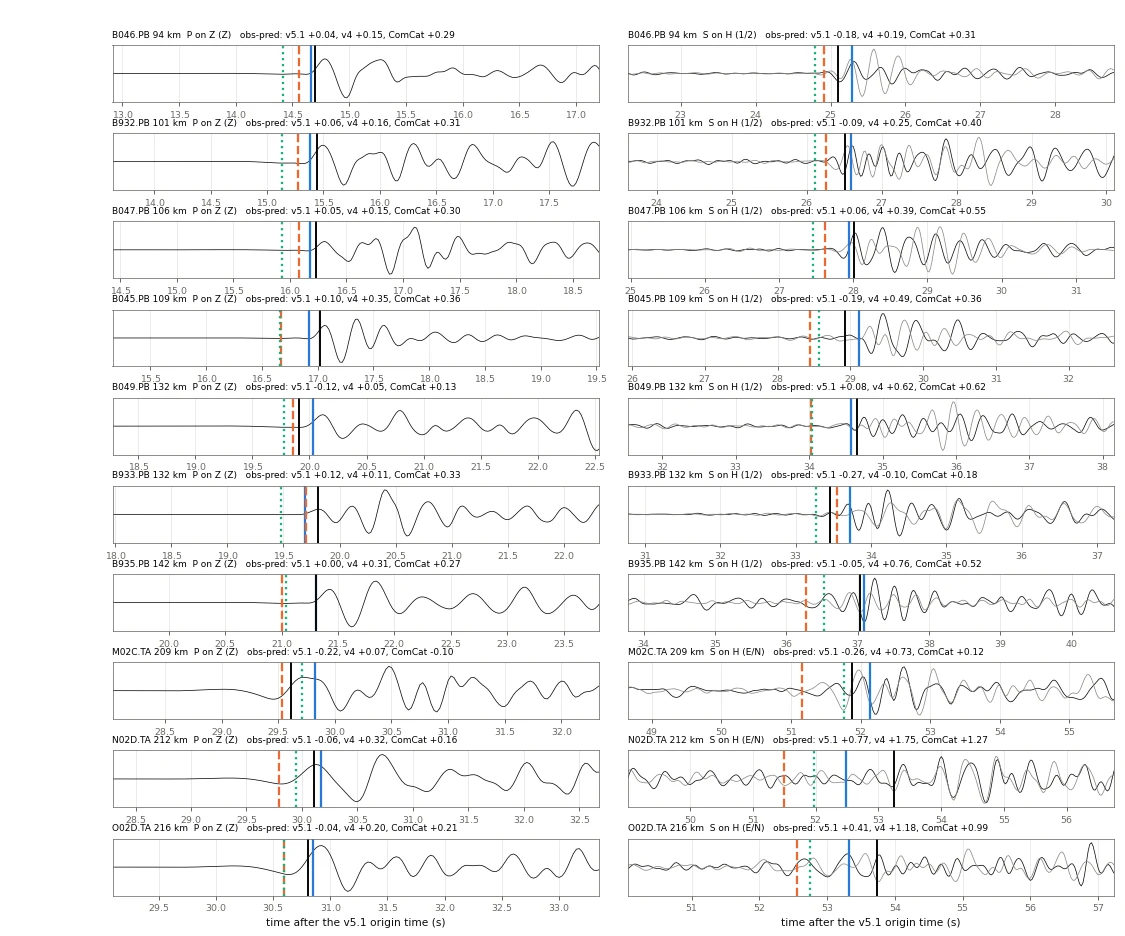 B046.PB 94 km P on Z (Z) obs-pred: v5.1 +0.04, v4 +0.15, ComCat +0.29
13.0 13.5 14.0 14.5 15.0 15.5 16.0 16.5 17.0
B046.PB 94 km S on H (1/2) obs-pred: v5.1 -0.18, v4 +0.19, ComCat +0.31
23 24 25 26 27 28
B932.PB 101 km P on Z (Z) obs-pred: v5.1 +0.06, v4 +0.16, ComCat +0.31
14.0 14.5 15.0 15.5 16.0 16.5 17.0 17.5
B932.PB 101 km S on H (1/2) obs-pred: v5.1 -0.09, v4 +0.25, ComCat +0.40
24 25 26 27 28 29 30
B047.PB 106 km P on Z (Z) obs-pred: v5.1 +0.05, v4 +0.15, ComCat +0.30
14.5 15.0 15.5 16.0 16.5 17.0 17.5 18.0 18.5
B047.PB 106 km S on H (1/2) obs-pred: v5.1 +0.06, v4 +0.39, ComCat +0.55
25 26 27 28 29 30 31
B045.PB 109 km P on Z (Z) obs-pred: v5.1 +0.10, v4 +0.35, ComCat +0.36
15.5 16.0 16.5 17.0 17.5 18.0 18.5 19.0 19.5
B045.PB 109 km S on H (1/2) obs-pred: v5.1 -0.19, v4 +0.49, ComCat +0.36
26 27 28 29 30 31 32
B049.PB 132 km P on Z (Z) obs-pred: v5.1 -0.12, v4 +0.05, ComCat +0.13
18.5 19.0 19.5 20.0 20.5 21.0 21.5 22.0 22.5
B049.PB 132 km S on H (1/2) obs-pred: v5.1 +0.08, v4 +0.62, ComCat +0.62
32 33 34 35 36 37 38
B933.PB 132 km P on Z (Z) obs-pred: v5.1 +0.12, v4 +0.11, ComCat +0.33
18.0 18.5 19.0 19.5 20.0 20.5 21.0 21.5 22.0
B933.PB 132 km S on H (1/2) obs-pred: v5.1 -0.27, v4 -0.10, ComCat +0.18
31 32 33 34 35 36 37
B935.PB 142 km P on Z (Z) obs-pred: v5.1 +0.00, v4 +0.31, ComCat +0.27
20.0 20.5 21.0 21.5 22.0 22.5 23.0 23.5
B935.PB 142 km S on H (1/2) obs-pred: v5.1 -0.05, v4 +0.76, ComCat +0.52
34 35 36 37 38 39 40
M02C.TA 209 km P on Z (Z) obs-pred: v5.1 -0.22, v4 +0.07, ComCat -0.10
28.5 29.0 29.5 30.0 30.5 31.0 31.5 32.0
M02C.TA 209 km S on H (E/N) obs-pred: v5.1 -0.26, v4 +0.73, ComCat +0.12
49 50 51 52 53 54 55
N02D.TA 212 km P on Z (Z) obs-pred: v5.1 -0.06, v4 +0.32, ComCat +0.16
28.5 29.0 29.5 30.0 30.5 31.0 31.5 32.0 32.5
N02D.TA 212 km S on H (E/N) obs-pred: v5.1 +0.77, v4 +1.75, ComCat +1.27
50 51 52 53 54 55 56
O02D.TA 216 km P on Z (Z) obs-pred: v5.1 -0.04, v4 +0.20, ComCat +0.21
29.5 30.0 30.5 31.0 31.5 32.0 32.5 33.0
time after the v5.1 origin time (s)
O02D.TA 216 km S on H (E/N) obs-pred: v5.1 +0.41, v4 +1.18, ComCat +0.99
51 52 53 54 55 56 57
time after the v5.1 origin time (s)